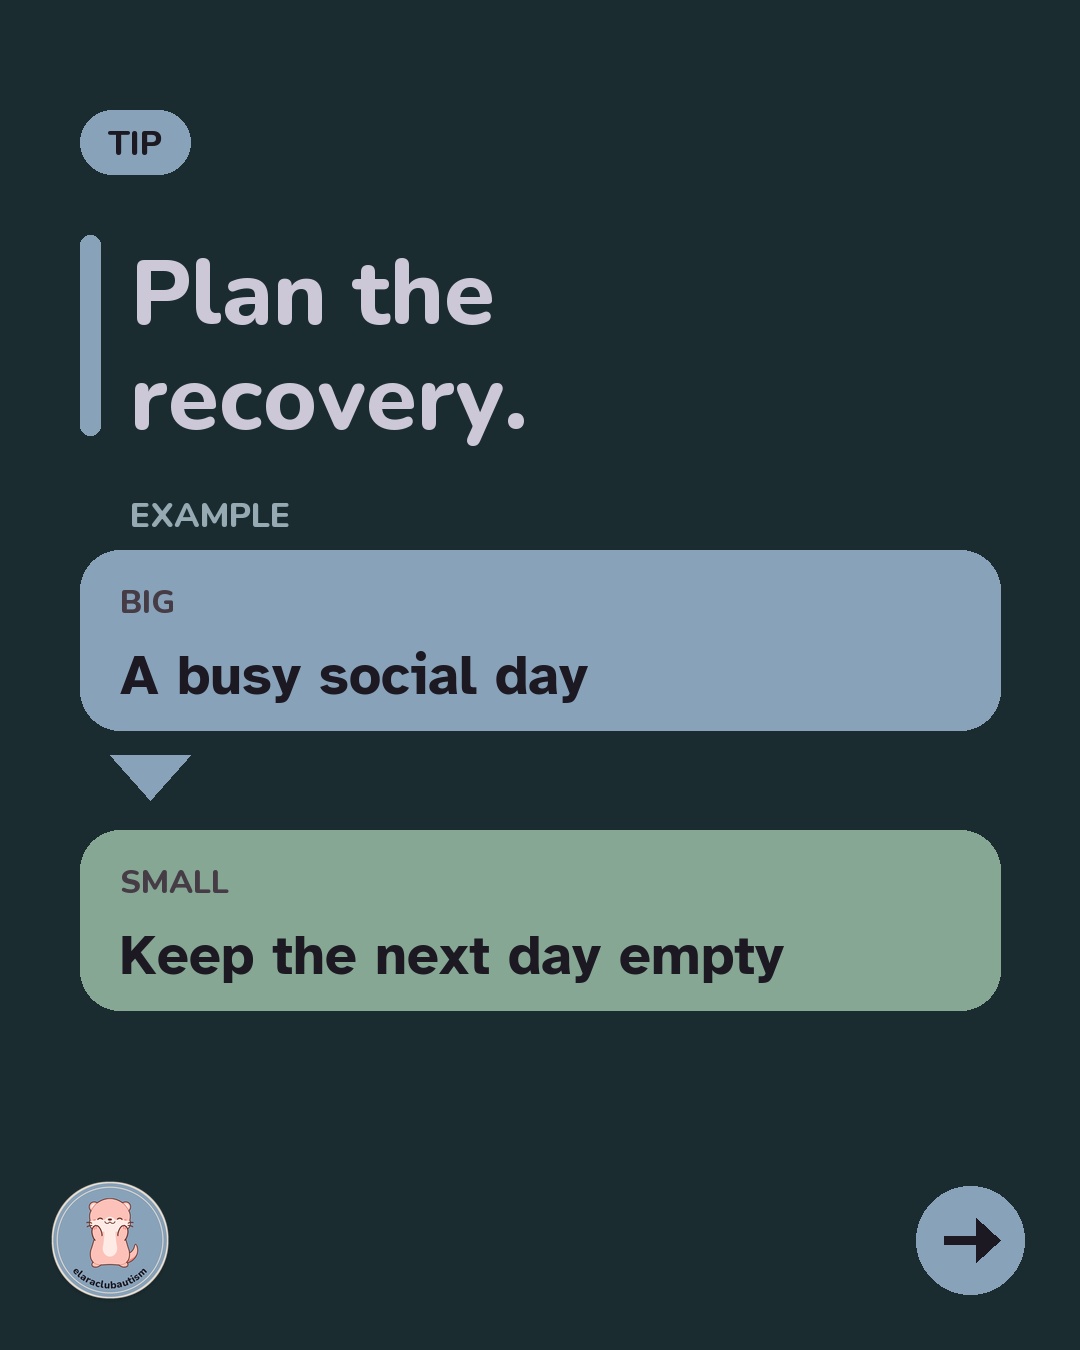 TIP
Plan the
recovery.
EXAMPLE
BIG
A busy social day
SMALL
Keep the next day empty
elaraclubautism